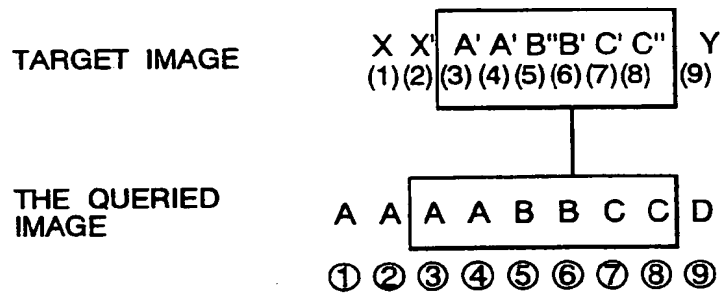 TARGET IMAGE
X X' A' A' B" B' C' C" Y
(1) (2) (3) (4) (5) (6) (7) (8) (9)
THE QUERIED
IMAGE
A A A A B B C C D
① ② ③ ④ ⑤ ⑥ ⑦ ⑧ ⑨